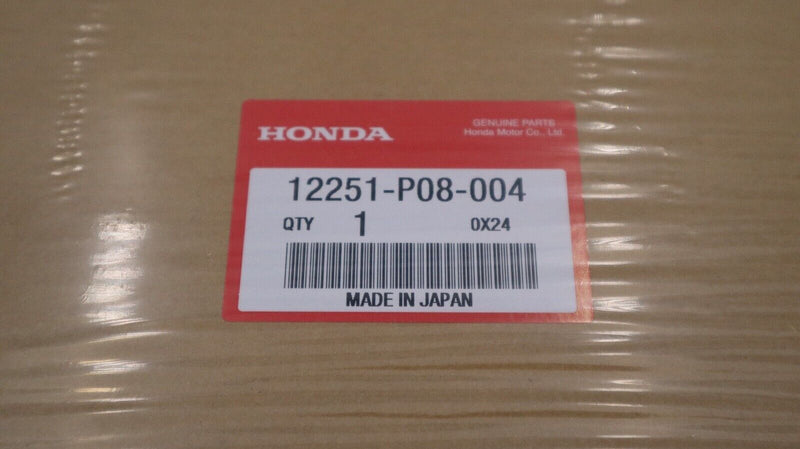 HONDA
GENUINE PARTS
Honda Motor Co., Ltd.
12251-P08-004
QTY 1 0X24
MADE IN JAPAN